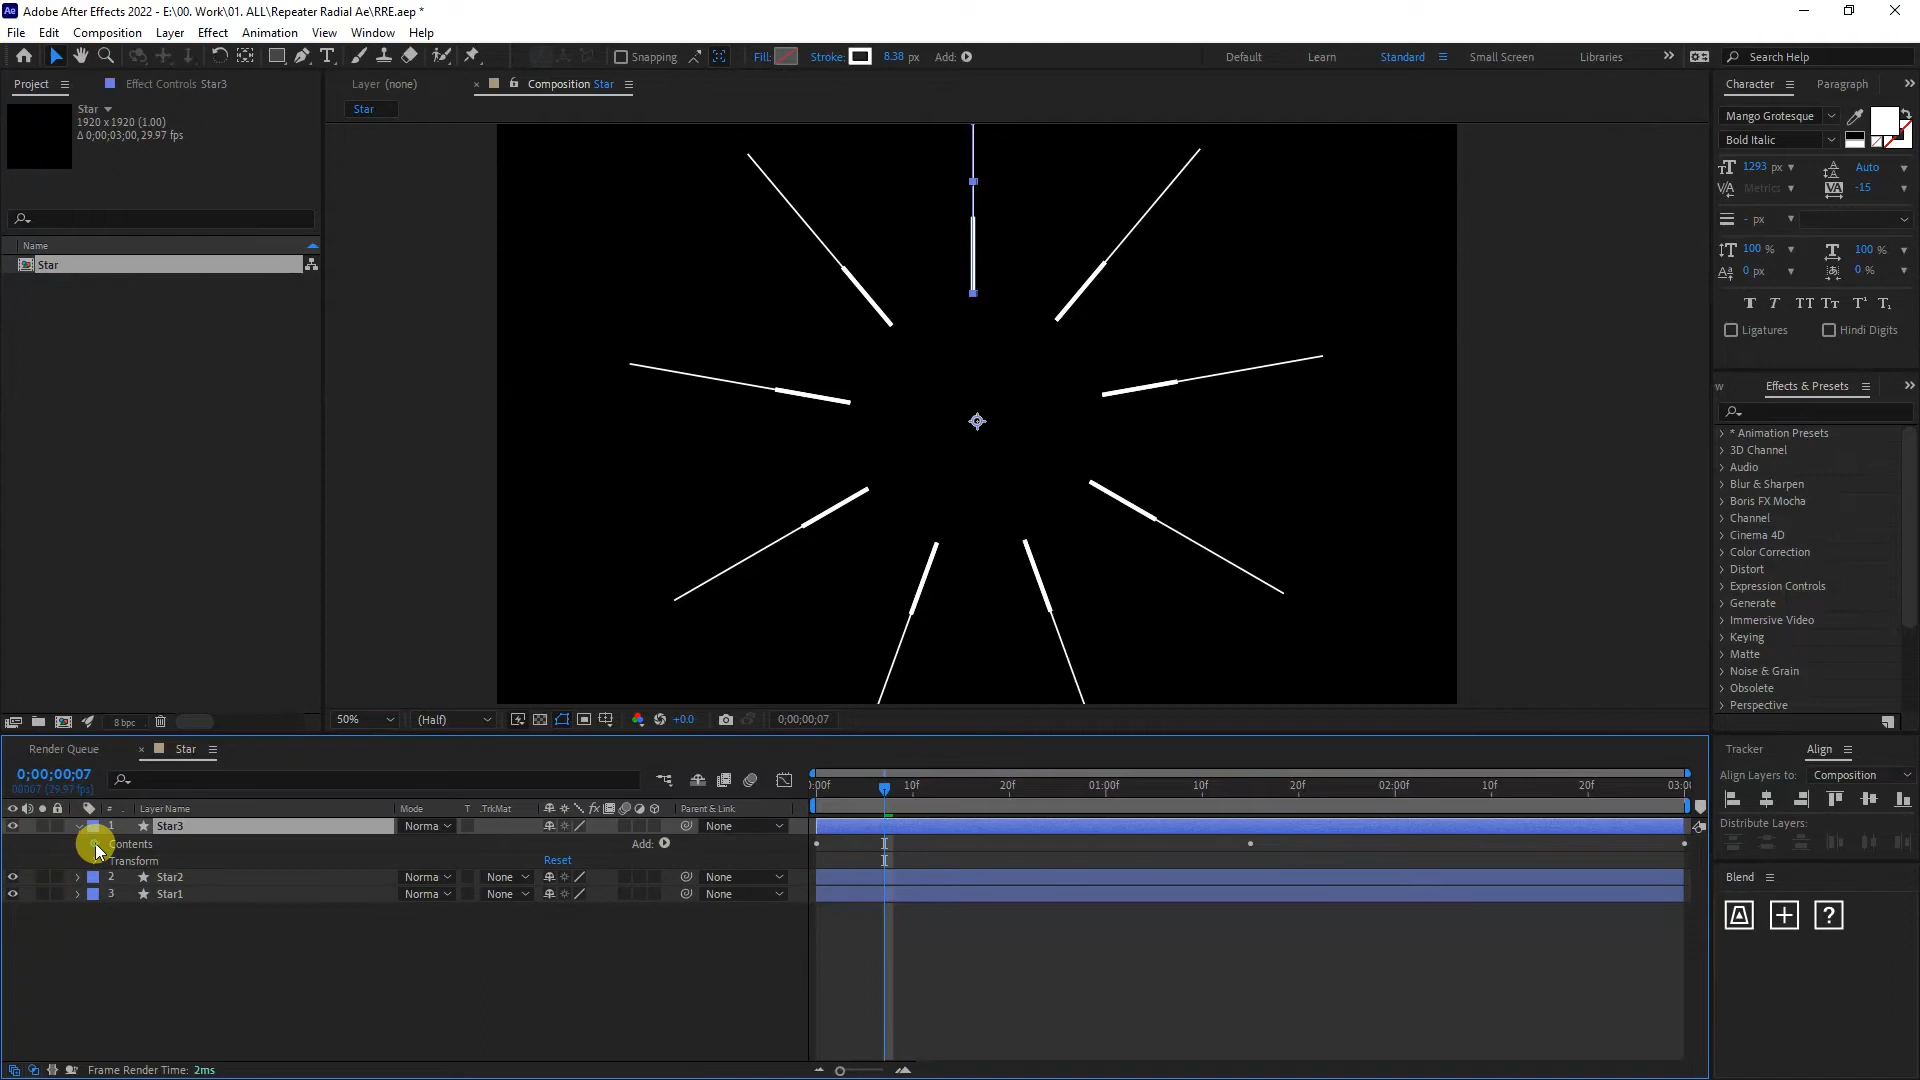 Adobe After Effects 2022 - E:\00. Work\01. ALL\Repeater Radial Ae\RRE.aep *
File Edit Composition Layer Effect Animation View Window Help
Snapping Fill: Stroke: 8.38 px Add: Default Learn Standard Small Screen Libraries Search Help
Project Effect Controls Star3 Layer (none) Composition Star Character Paragraph
Star
1920 x 1920 (1.00)
Δ 0;00;03;00, 29.97 fps
Star
Mango Grotesque
Bold Italic
1293 px Auto
Metrics -15
- px
Name
Star
100 % 100 %
0 px 0 %
Ligatures Hindi Digits
Effects & Presets
* Animation Presets
3D Channel
Audio
Blur & Sharpen
Boris FX Mocha
Channel
Cinema 4D
Color Correction
Distort
Expression Controls
Generate
Immersive Video
Keying
Matte
Noise & Grain
Obsolete
Perspective
8 bpc 50% (Half) +0.0 0;00;00;07
Render Queue Star Tracker Align
0;00;00;07
00007 (29.97 fps)
:00f 10f 20f 01:00f 10f 20f 02:00f 10f 20f 03:0
Align Layers to: Composition
# Layer Name Mode T .TrkMat Parent & Link
1 Star3 Norma None
Distribute Layers:
Contents Add:
Transform Reset
2 Star2 Norma None None
3 Star1 Norma None None
Blend
Frame Render Time: 2ms